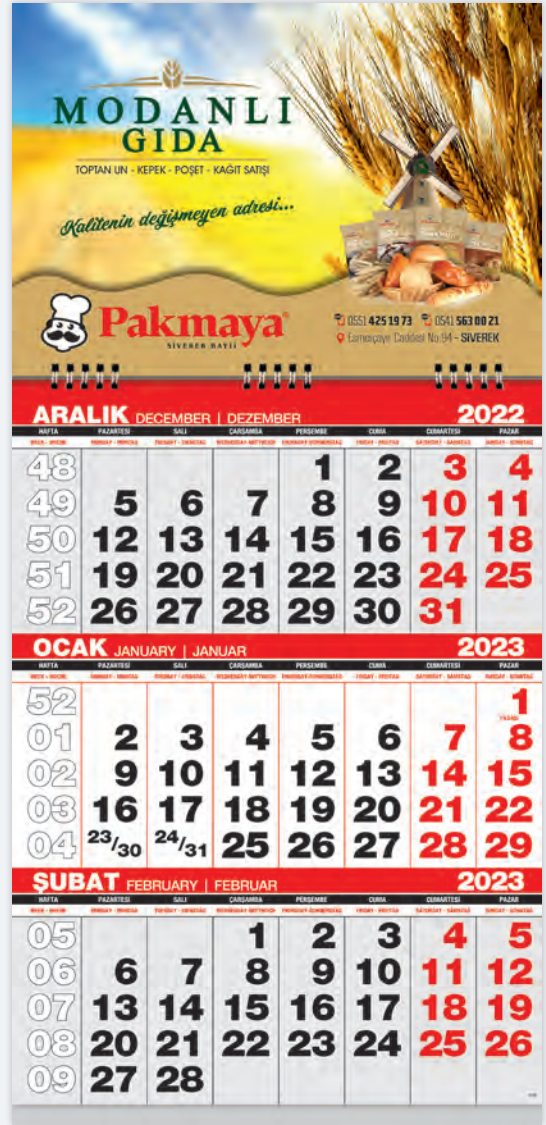 MODANLI
GIDA
TOPTAN UN - KEPEK - POŞET - KAĞIT SATIŞI
Kalitenin değişmeyen adresi...
Pakmaya®
SİVEREK BAYİİ
0551 425 19 73 0541 563 00 21
Caddesi No:94 - SİVEREK
ARALIK DECEMBER | DEZEMBER 2022
HAFTA PAZARTESİ SALI ÇARŞAMBA PERŞEMBE CUMA CUMARTESİ PAZAR
48 1 2 3 4
49 5 6 7 8 9 10 11
50 12 13 14 15 16 17 18
51 19 20 21 22 23 24 25
52 26 27 28 29 30 31
OCAK JANUARY | JANUAR 2023
HAFTA PAZARTESİ SALI ÇARŞAMBA PERŞEMBE CUMA CUMARTESİ PAZAR
52 1
01 2 3 4 5 6 7 8
02 9 10 11 12 13 14 15
03 16 17 18 19 20 21 22
04 23/30 24/31 25 26 27 28 29
ŞUBAT FEBRUARY | FEBRUAR 2023
HAFTA PAZARTESİ SALI ÇARŞAMBA PERŞEMBE CUMA CUMARTESİ PAZAR
05 1 2 3 4 5
06 6 7 8 9 10 11 12
07 13 14 15 16 17 18 19
08 20 21 22 23 24 25 26
09 27 28